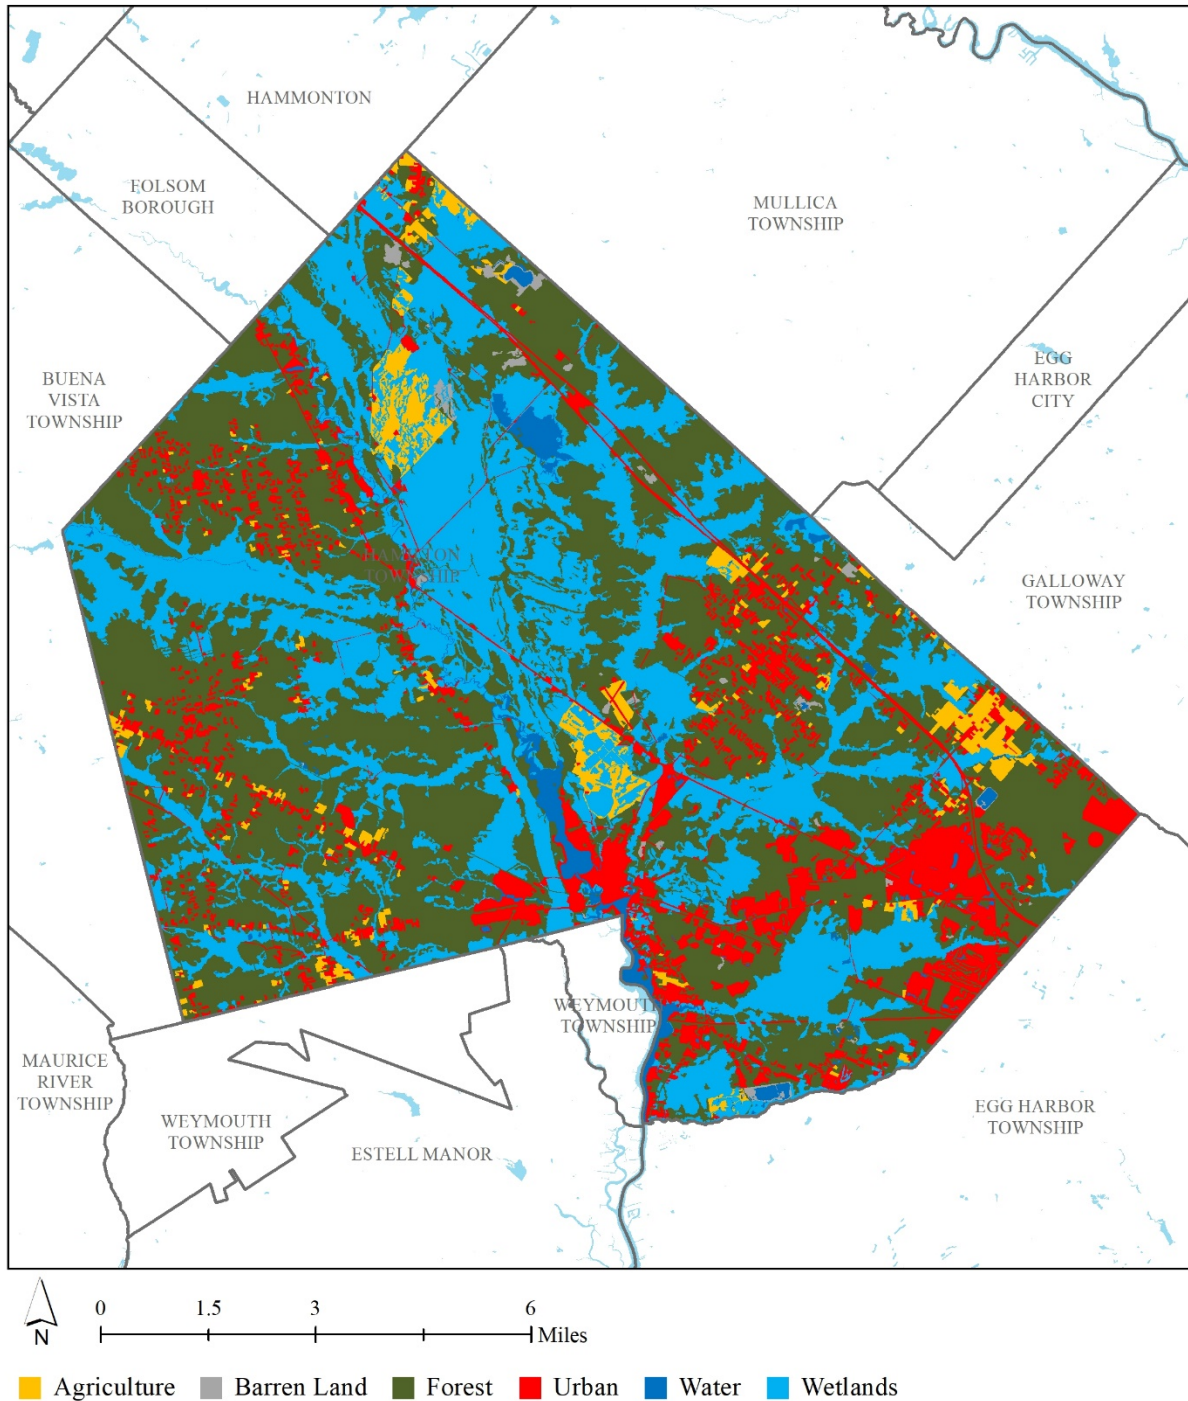 HAMMONTON
FOLSOM
BOROUGH
MULLICA
TOWNSHIP
BUENA
VISTA
TOWNSHIP
EGG
HARBOR
CITY
HAMILTON
TOWNSHIP
GALLOWAY
TOWNSHIP
WEYMOUTH
TOWNSHIP
MAURICE
RIVER
TOWNSHIP
WEYMOUTH
TOWNSHIP
ESTELL MANOR
EGG HARBOR
TOWNSHIP
0 1.5 3 6
Miles
N
Agriculture Barren Land Forest Urban Water Wetlands